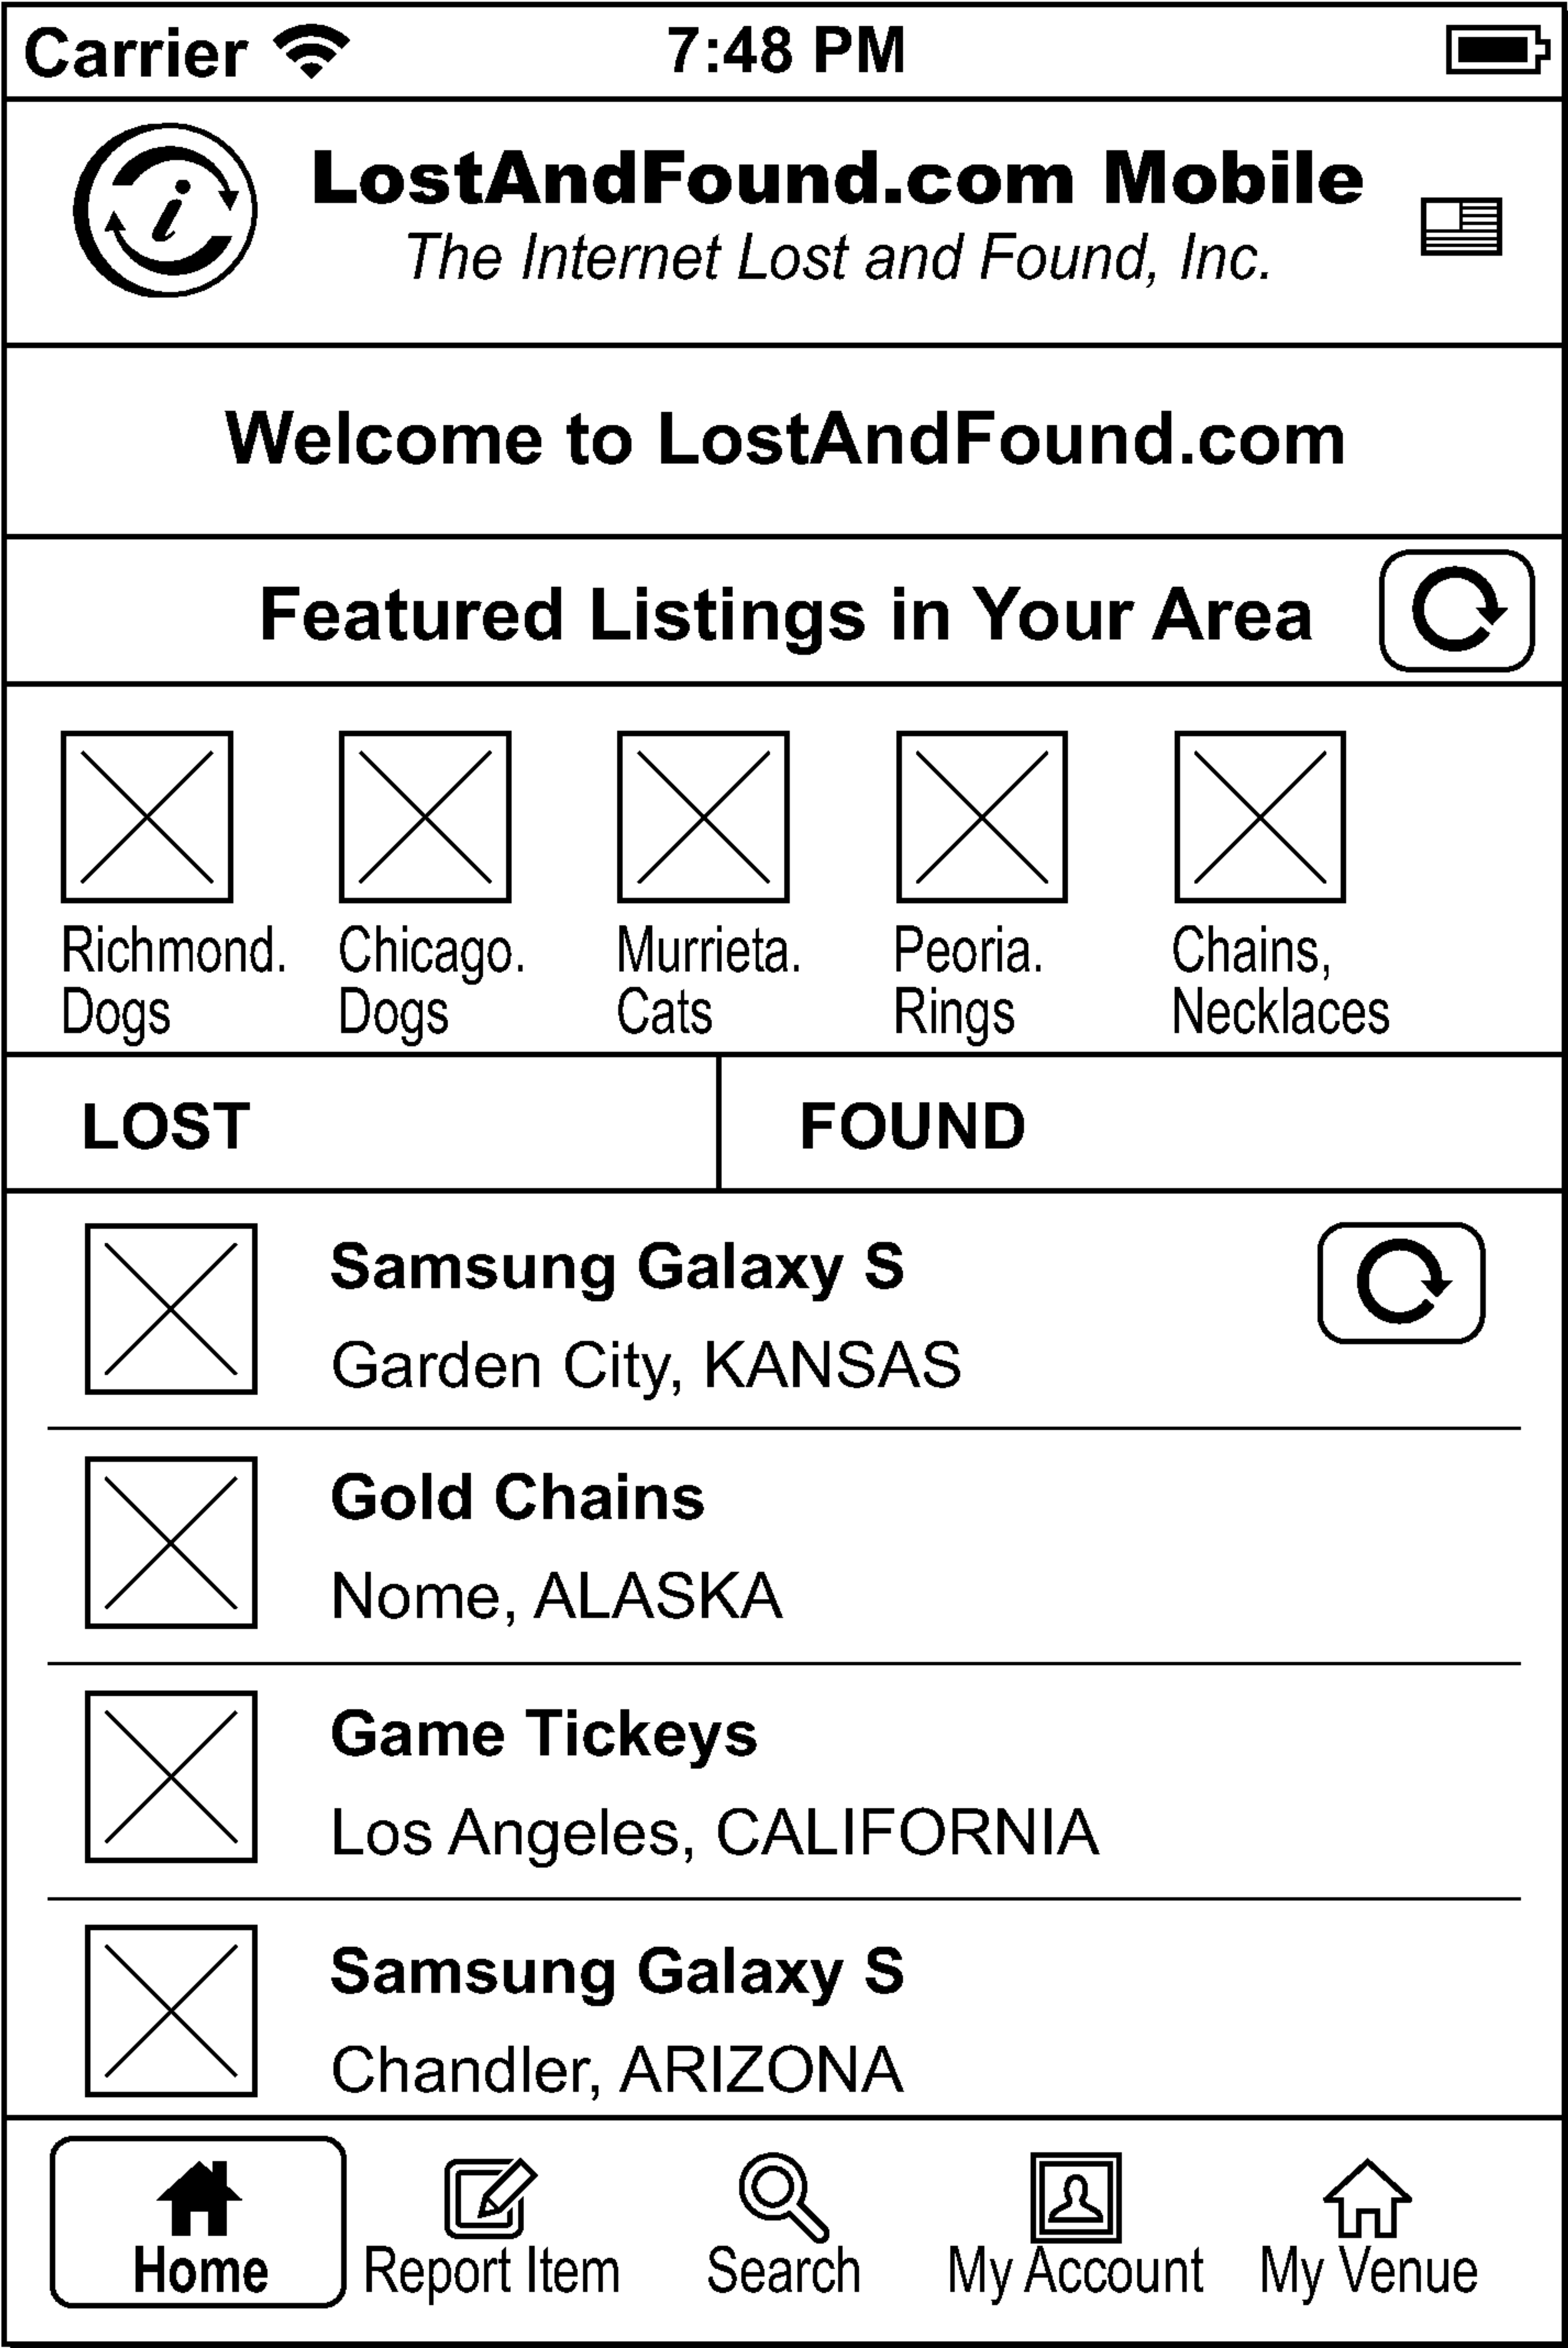 Carrier 7:48 PM
LostAndFound.com Mobile
The Internet Lost and Found, Inc.
Welcome to LostAndFound.com
Featured Listings in Your Area
Richmond. Chicago. Murrieta. Peoria. Chains,
Dogs Dogs Cats Rings Necklaces
LOST FOUND
Samsung Galaxy S
Garden City, KANSAS
Gold Chains
Nome, ALASKA
Game Tickeys
Los Angeles, CALIFORNIA
Samsung Galaxy S
Chandler, ARIZONA
Home Report Item Search My Account My Venue